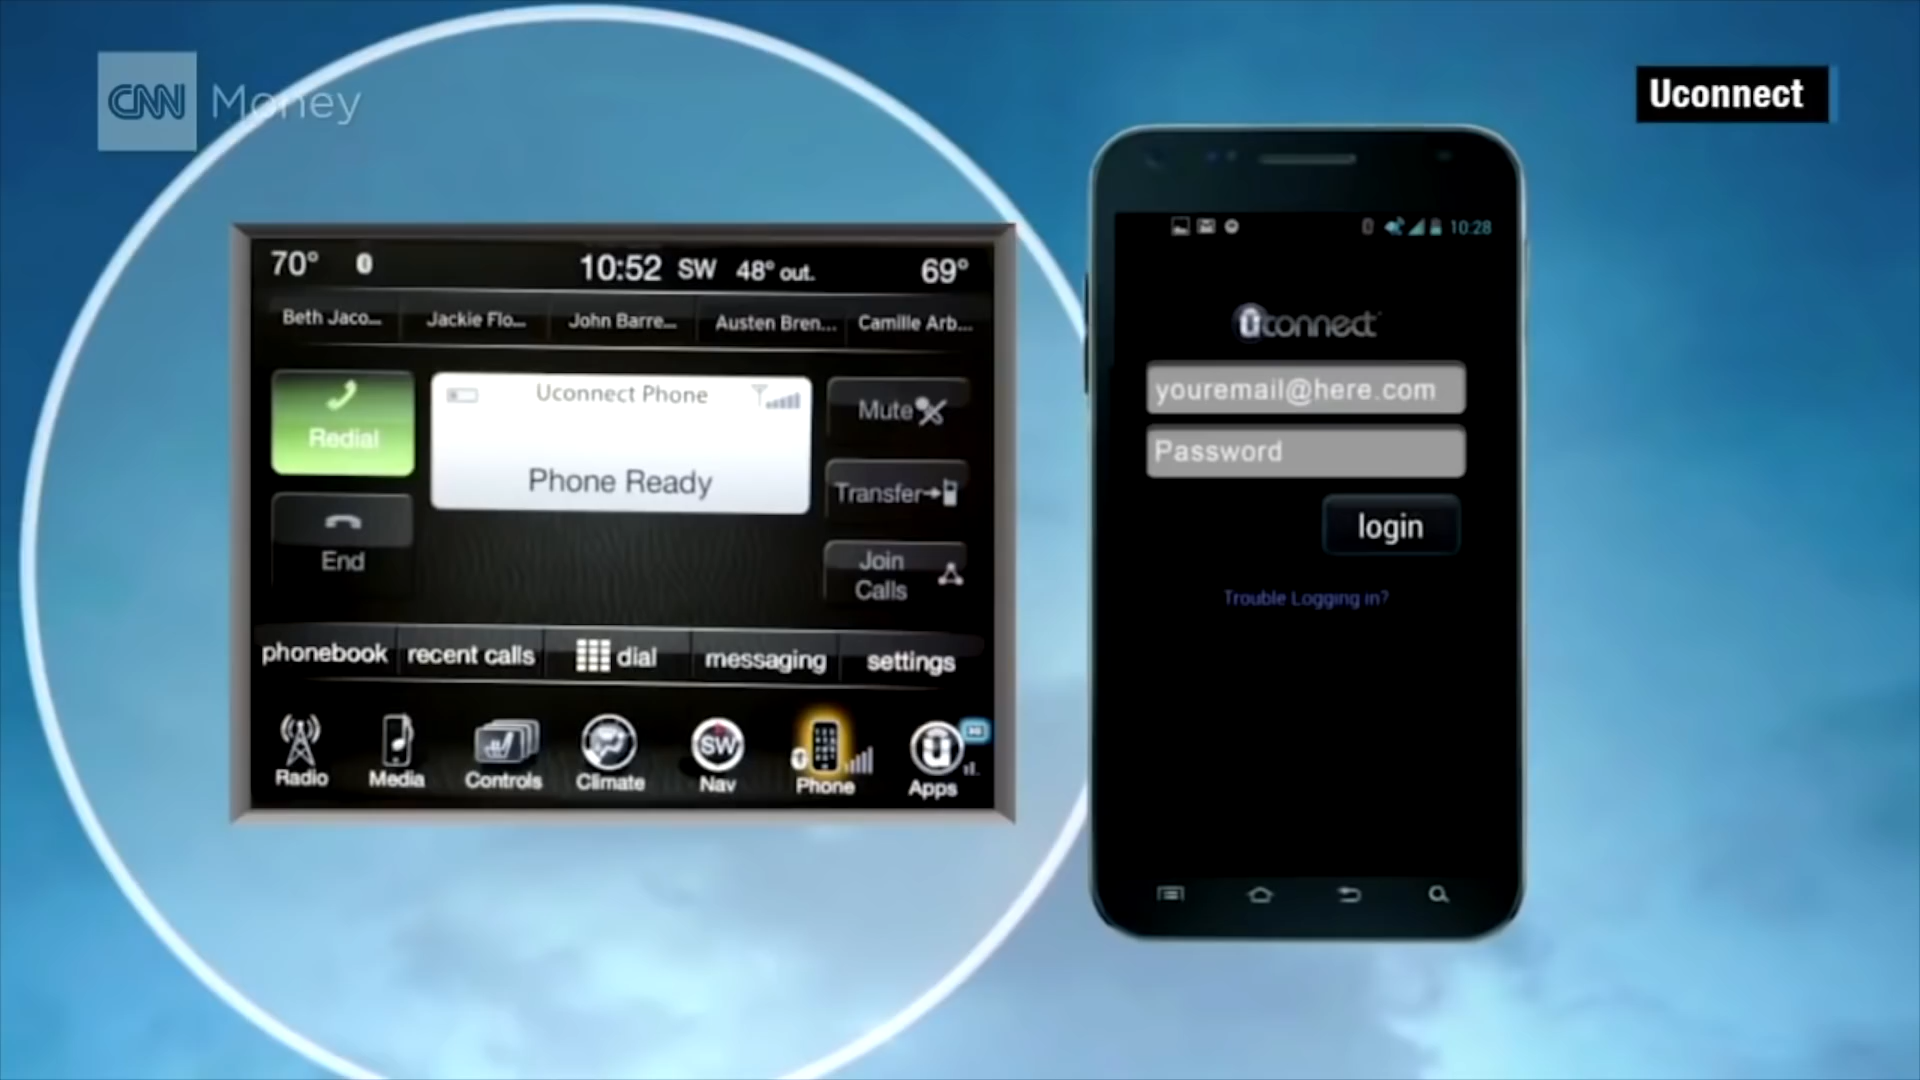 CNN Money
Uconnect
70° 10:52 SW 48° out. 69°
Beth Jaco... Jackie Flo... John Barre... Austen Bren... Camille Arb...
Redial
Uconnect Phone
Phone Ready
Mute
Transfer
End
Join
Calls
phonebook recent calls dial messaging settings
SW
Radio Media Controls Climate Nav Phone Apps
10:28
uconnect
youremail@here.com
Password
login
Trouble Logging in?